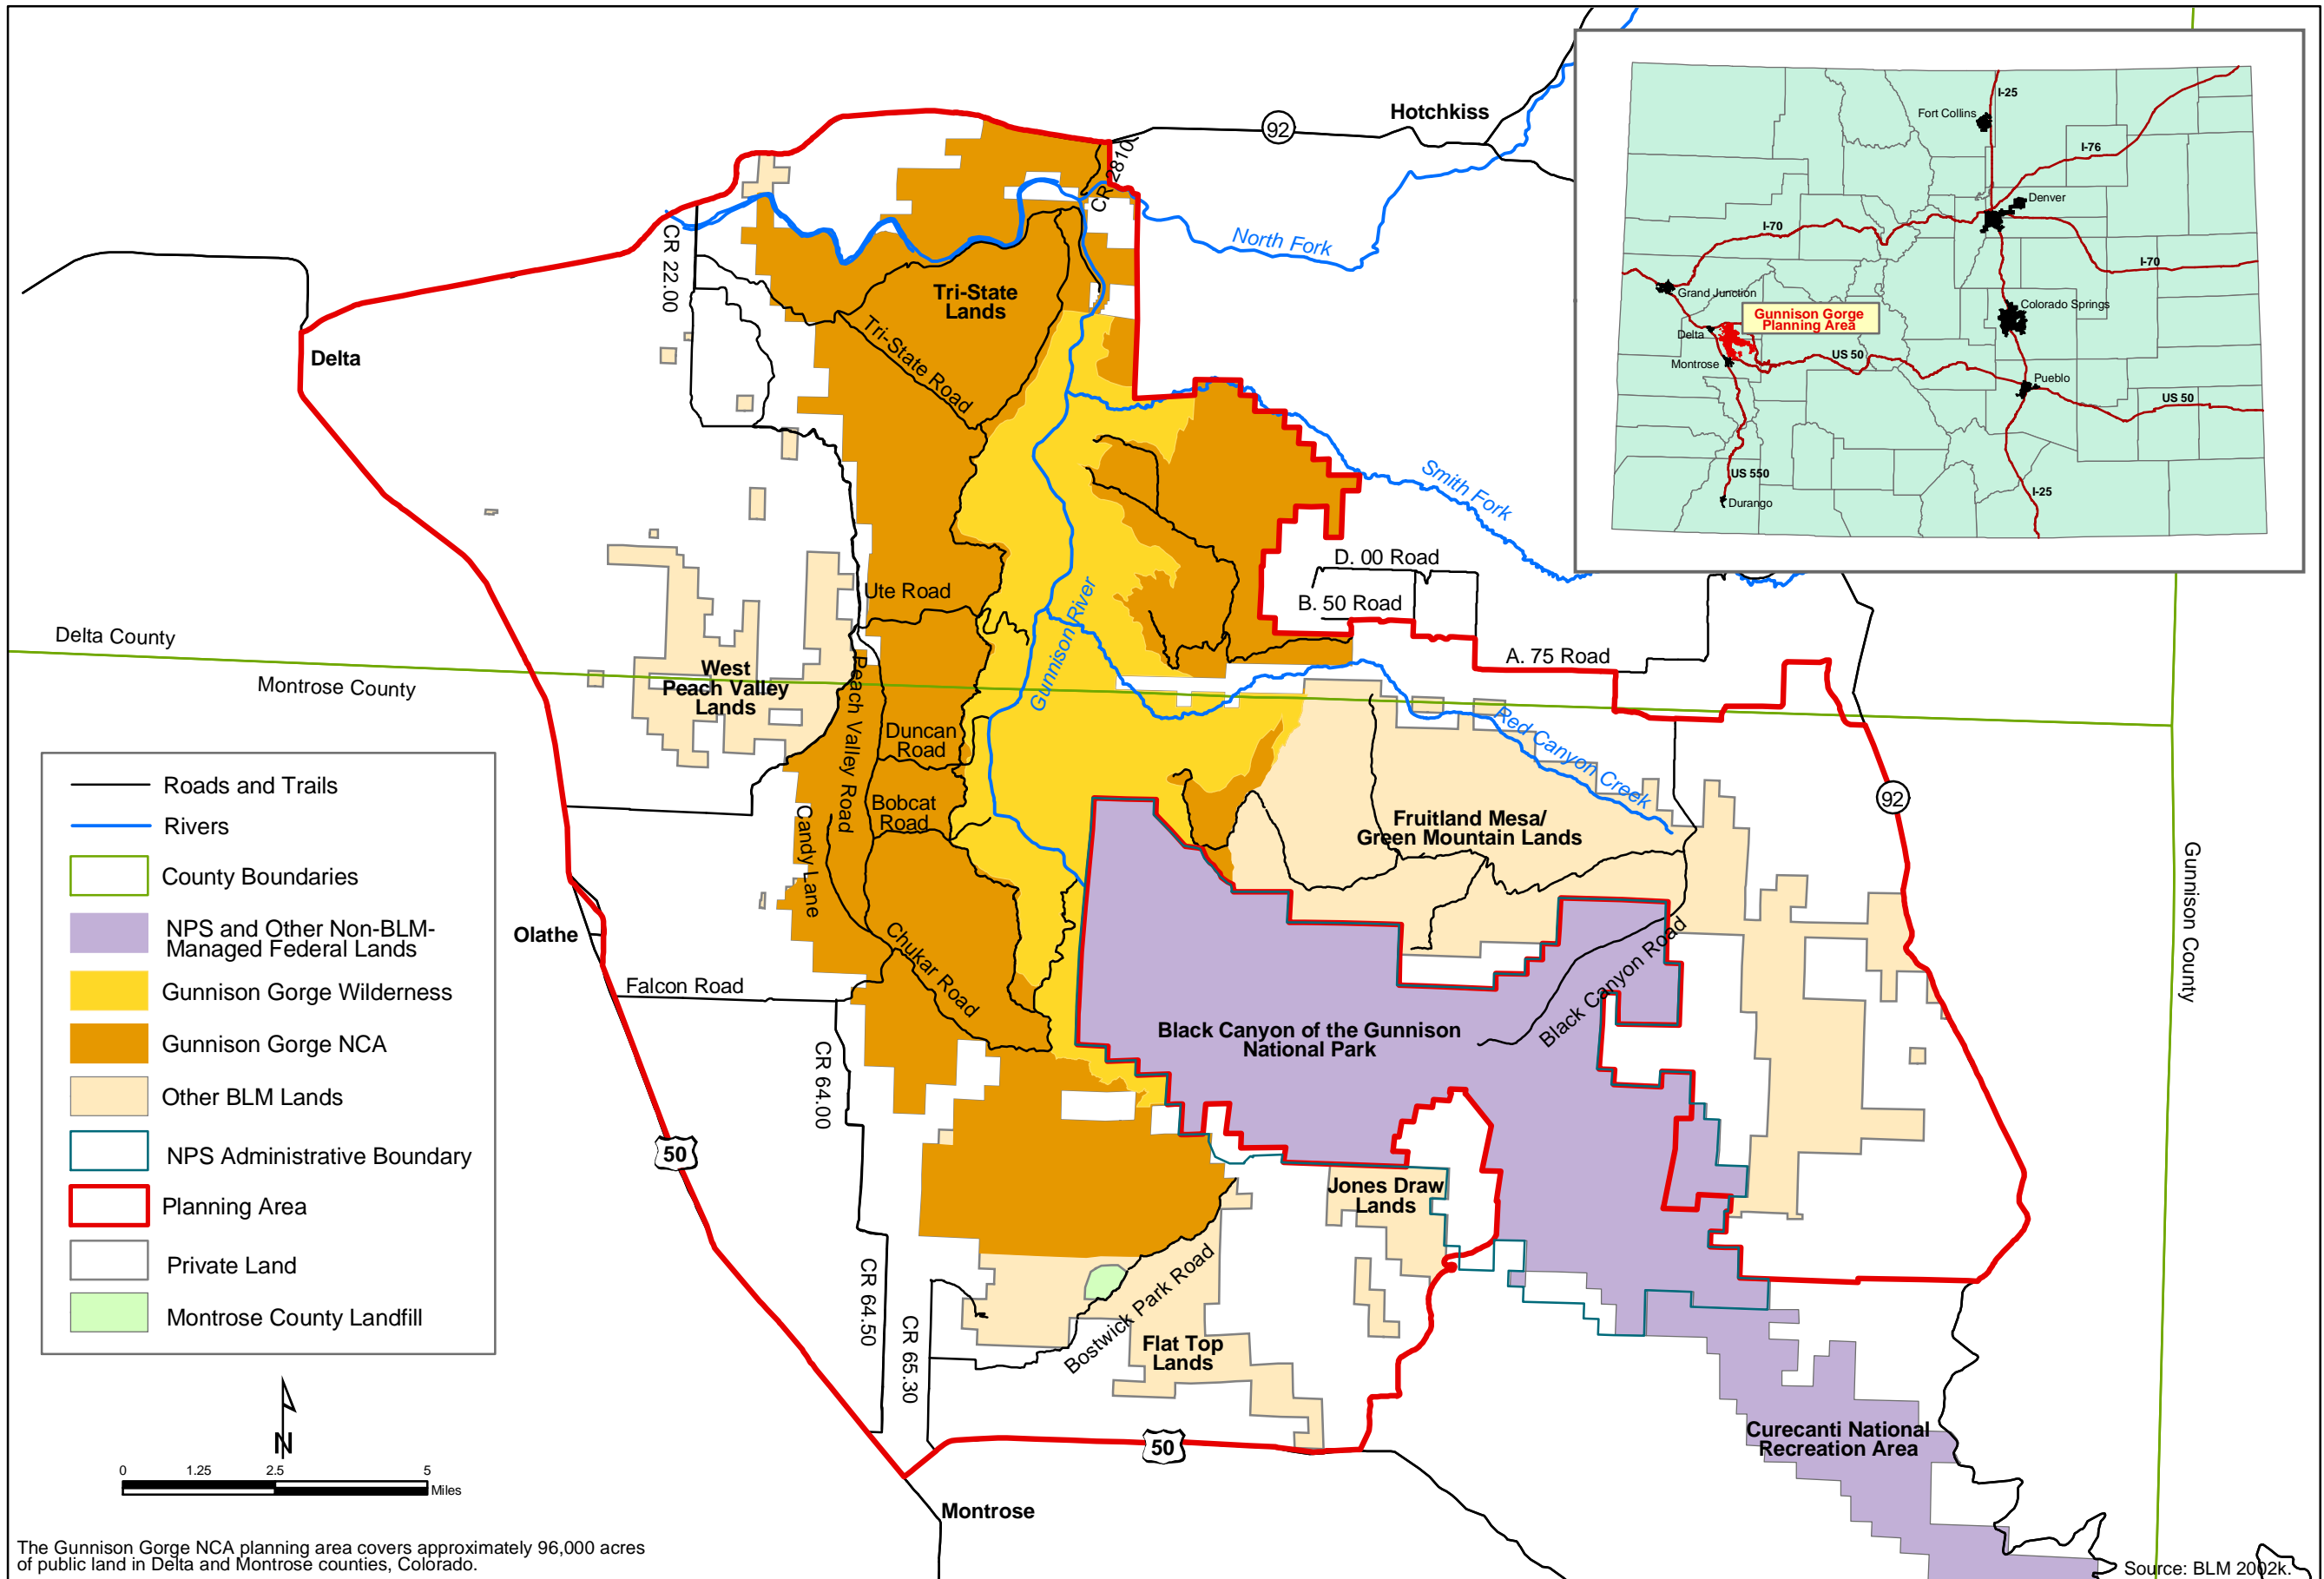 Hotchkiss
92
CR 2810
North Fork
CR 22.00
Tri-State
Lands
Tri-State Road
Delta
Smith Fork
D. 00 Road
B. 50 Road
A. 75 Road
Ute Road
Gunnison River
Delta County
Montrose County
West
Peach Valley
Lands
Peach Valley Road
Duncan
Road
Bobcat
Road
Candy Lane
Red Canyon Creek
Fruitland Mesa/
Green Mountain Lands
92
Gunnison County
Olathe
Chukar Road
Falcon Road
Black Canyon Road
Black Canyon of the Gunnison
National Park
CR 64.00
50
Jones Draw
Lands
CR 64.50
CR 65.30
Bostwick Park Road
Flat Top
Lands
50
Curecanti National
Recreation Area
Montrose
Fort Collins
I-25
I-76
Denver
I-70
I-70
Grand Junction
Colorado Springs
Gunnison Gorge
Planning Area
Delta
Montrose
US 50
Pueblo
US 50
US 550
I-25
Durango
Roads and Trails
Rivers
County Boundaries
NPS and Other Non-BLM-
Managed Federal Lands
Gunnison Gorge Wilderness
Gunnison Gorge NCA
Other BLM Lands
NPS Administrative Boundary
Planning Area
Private Land
Montrose County Landfill
N
0 1.25 2.5 5
Miles
The Gunnison Gorge NCA planning area covers approximately 96,000 acres
of public land in Delta and Montrose counties, Colorado.
Source: BLM 2002k.